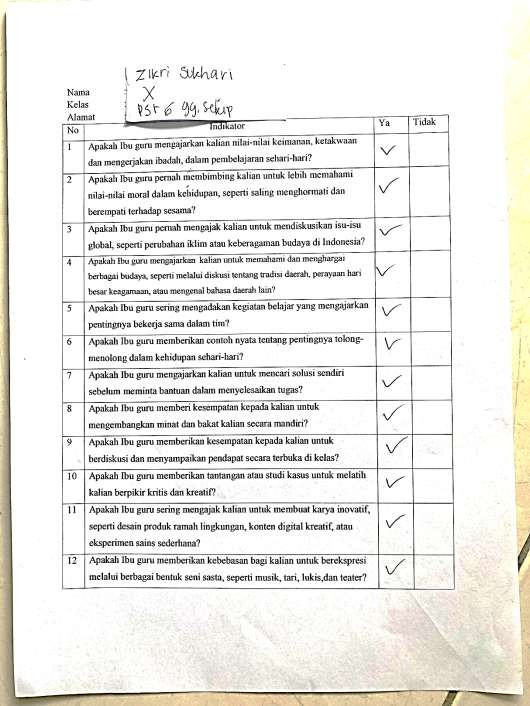 Nama Zikri Sukhari
Kelas X
Alamat PST 6 gg.
No Indikator Ya Tidak
1 Apakah Ibu guru mengajarkan kalian nilai-nilai keimanan, ketakwaan
dan mengerjakan ibadah, dalam pembelajaran sehari-hari? ✓
2 Apakah Ibu guru pernah membimbing kalian untuk lebih memahami
nilai-nilai moral dalam kehidupan, seperti saling menghormati dan ✓
berempati terhadap sesama?
3 Apakah Ibu guru pernah mengajak kalian untuk mendiskusikan isu-isu ✓
global, seperti perubahan iklim atau keberagaman budaya di Indonesia?
4 Apakah Ibu guru mengajarkan kalian untuk memahami dan menghargai
berbagai budaya, seperti melalui diskusi tentang tradisi daerah, perayaan hari ✓
besar keagamaan, atau mengenal bahasa daerah lain?
5 Apakah Ibu guru sering mengadakan kegiatan belajar yang mengajarkan ✓
pentingnya bekerja sama dalam tim?
6 Apakah Ibu guru memberikan contoh nyata tentang pentingnya tolong- ✓
menolong dalam kehidupan sehari-hari?
7 Apakah Ibu guru mengajarkan kalian untuk mencari solusi sendiri ✓
sebelum meminta bantuan dalam menyelesaikan tugas?
8 Apakah Ibu guru memberi kesempatan kepada kalian untuk ✓
mengembangkan minat dan bakat kalian secara mandiri?
9 Apakah Ibu guru memberikan kesempatan kepada kalian untuk ✓
berdiskusi dan menyampaikan pendapat secara terbuka di kelas?
10 Apakah Ibu guru memberikan tantangan atau studi kasus untuk melatih ✓
kalian berpikir kritis dan kreatif?
11 Apakah Ibu guru sering mengajak kalian untuk membuat karya inovatif,
seperti desain produk ramah lingkungan, konten digital kreatif, atau ✓
eksperimen sains sederhana?
12 Apakah Ibu guru memberikan kebebasan bagi kalian untuk berekspresi ✓
melalui berbagai bentuk seni sasta, seperti musik, tari, lukis,dan teater?